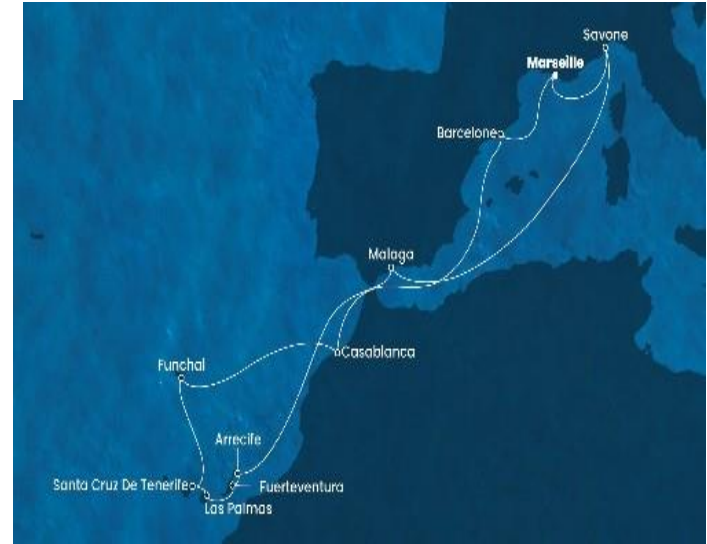 Savone
Marseille
Barcelone
Malaga
Casablanca
Funchal
Arrecife
Santa Cruz De Tenerife
Fuerteventura
Las Palmas